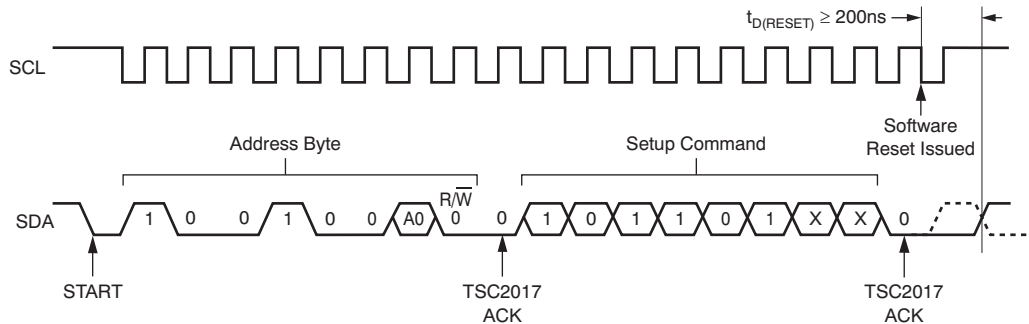 tD(RESET) ≥ 200ns
SCL
Software
Reset Issued
Address Byte
Setup Command
R/W̅
SDA
1 0 0 1 0 0 A0 0 0 1 0 1 1 0 1 X X 0
START
TSC2017
ACK
TSC2017
ACK